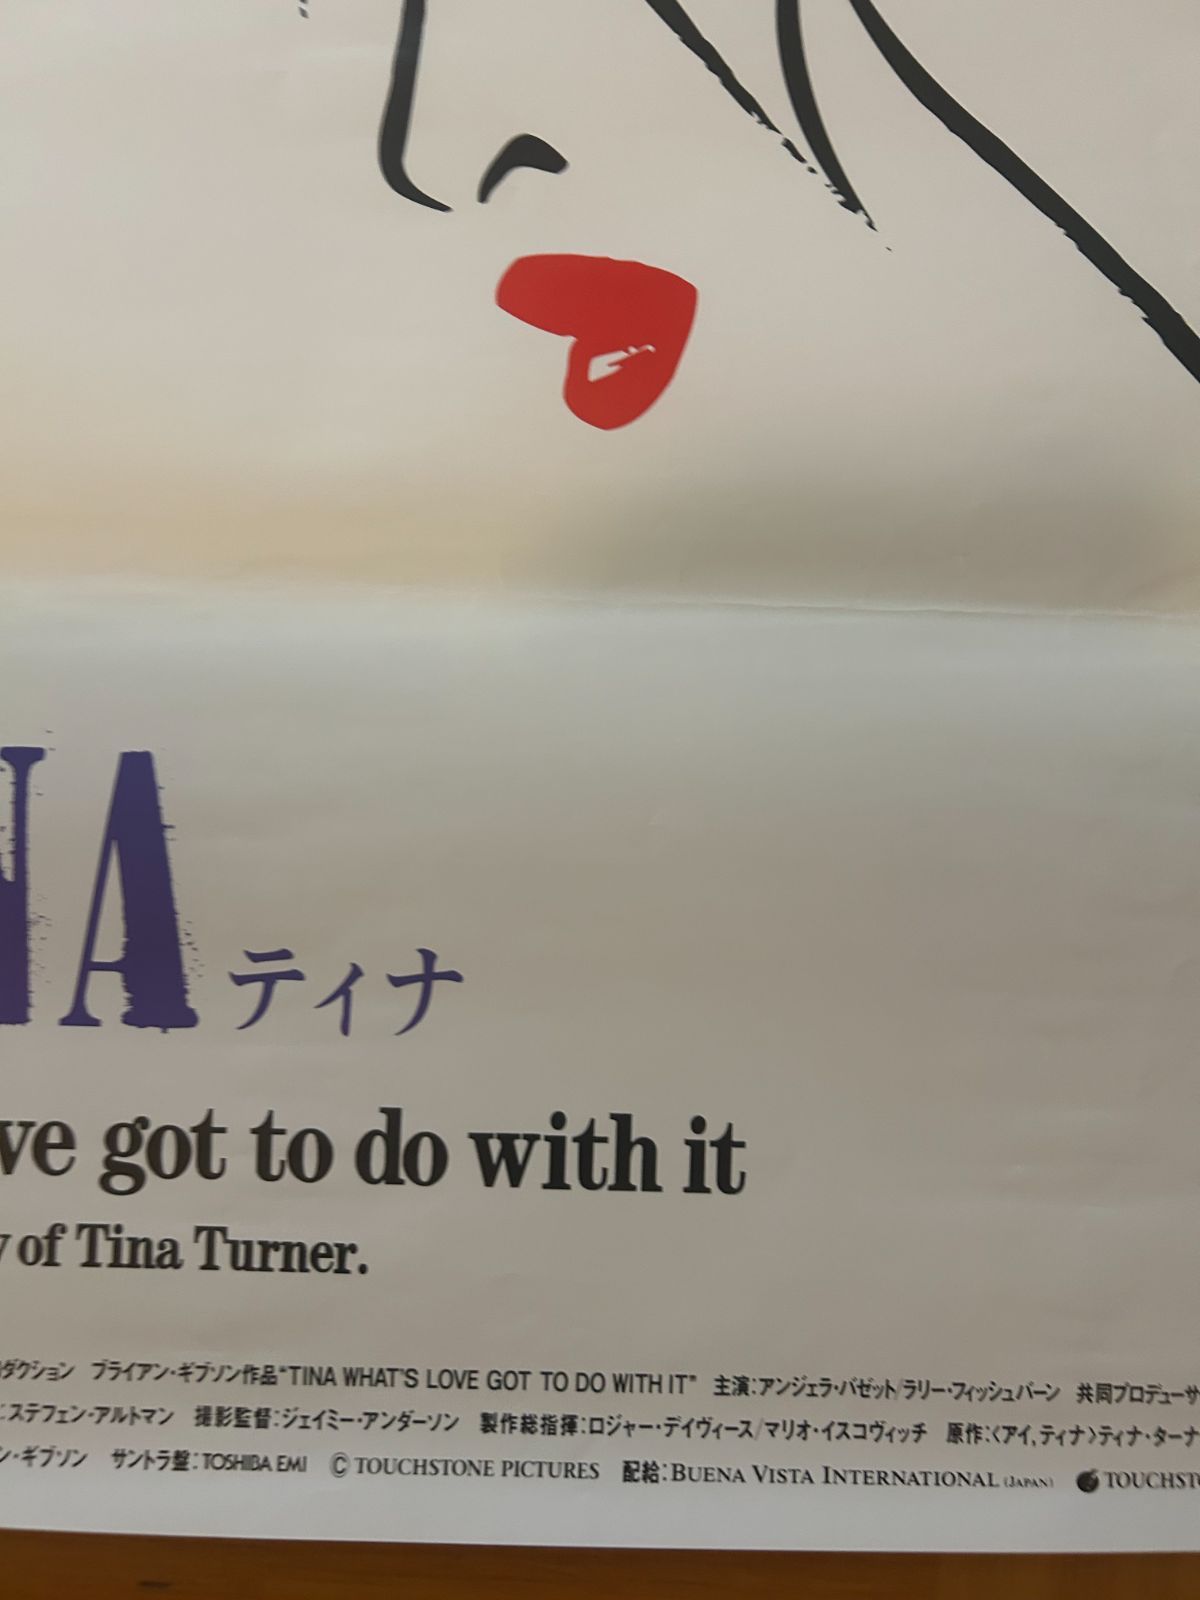 NA ティナ
ve got to do with it
of Tina Turner.
ダクション ブライアン・ギブソン作品“TINA WHAT'S LOVE GOT TO DO WITH IT” 主演:アンジェラ・バゼット/ラリー・フィッシュバーン 共同プロデューサ
:ステフェン・アルトマン 撮影監督:ジェイミー・アンダーソン 製作総指揮:ロジャー・デイヴィース/マリオ・イスコヴィッチ 原作:〈アイ,ティナ〉ティナ・ターナ
ン・ギブソン サントラ盤:TOSHIBA EMI Ⓒ TOUCHSTONE PICTURES 配給:BUENA VISTA INTERNATIONAL (JAPAN) TOUCHST